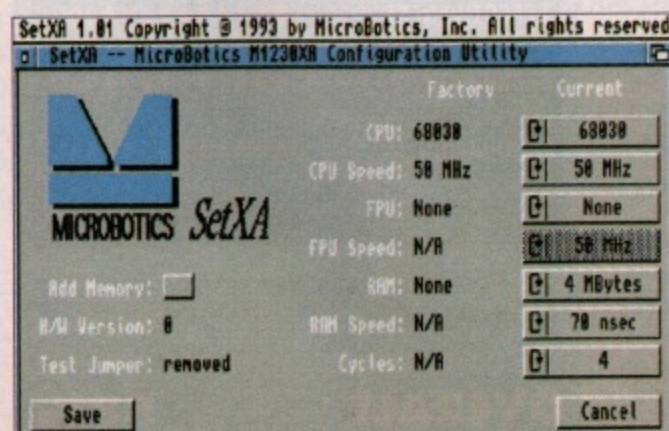 SetXA 1.01 Copyright © 1993 by MicroBotics, Inc. All rights reserved
SetXA -- MicroBotics M1230XA Configuration Utility
Factory Current
CPU: 68030 68030
CPU Speed: 50 MHz 50 MHz
FPU: None None
MICROBOTICS SetXA
FPU Speed: N/A 50 MHz
Add Memory: RAM: None 4 MBytes
H/W Version: 0 RAM Speed: N/A 70 nsec
Test Jumper: removed Cycles: N/A 4
Save Cancel